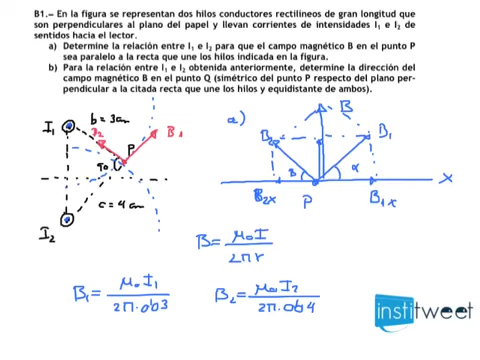 B1.– En la figura se representan dos hilos conductores rectilíneos de gran longitud que
son perpendiculares al plano del papel y llevan corrientes de intensidades I₁ e I₂ de
sentidos hacia el lector.
a) Determine la relación entre I₁ e I₂ para que el campo magnético B en el punto P
sea paralelo a la recta que une los hilos indicada en la figura.
b) Para la relación entre I₁ e I₂ obtenida anteriormente, determine la dirección del
campo magnético B en el punto Q (simétrico del punto P respecto del plano per-
pendicular a la citada recta que une los hilos y equidistante de ambos).
b = 3cm
I₁
B₂
B₁
P
90
c = 4 cm
I₂
a)
B
B₂
B₁
B
α
X
B₂x
P
B₁x
B = μ₀I / 2π r
B₁ = μ₀ I₁ / 2π · 0'03
B₂ = μ₀ I₂ / 2π · 0'04
institweet